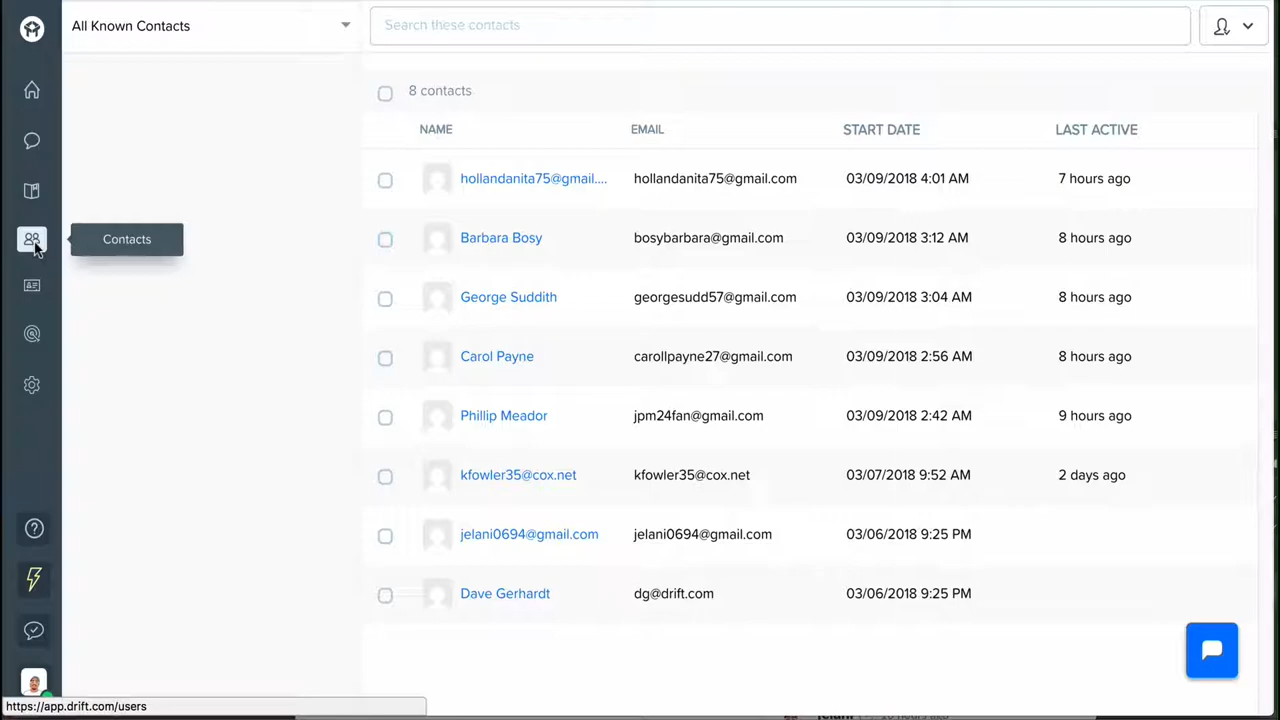 All Known Contacts
Search these contacts
8 contacts
NAME EMAIL START DATE LAST ACTIVE
hollandanita75@gmail.... hollandanita75@gmail.com 03/09/2018 4:01 AM 7 hours ago
Contacts
Barbara Bosy bosybarbara@gmail.com 03/09/2018 3:12 AM 8 hours ago
George Suddith georgesudd57@gmail.com 03/09/2018 3:04 AM 8 hours ago
Carol Payne carollpayne27@gmail.com 03/09/2018 2:56 AM 8 hours ago
Phillip Meador jpm24fan@gmail.com 03/09/2018 2:42 AM 9 hours ago
kfowler35@cox.net kfowler35@cox.net 03/07/2018 9:52 AM 2 days ago
jelani0694@gmail.com jelani0694@gmail.com 03/06/2018 9:25 PM
Dave Gerhardt dg@drift.com 03/06/2018 9:25 PM
https://app.drift.com/users